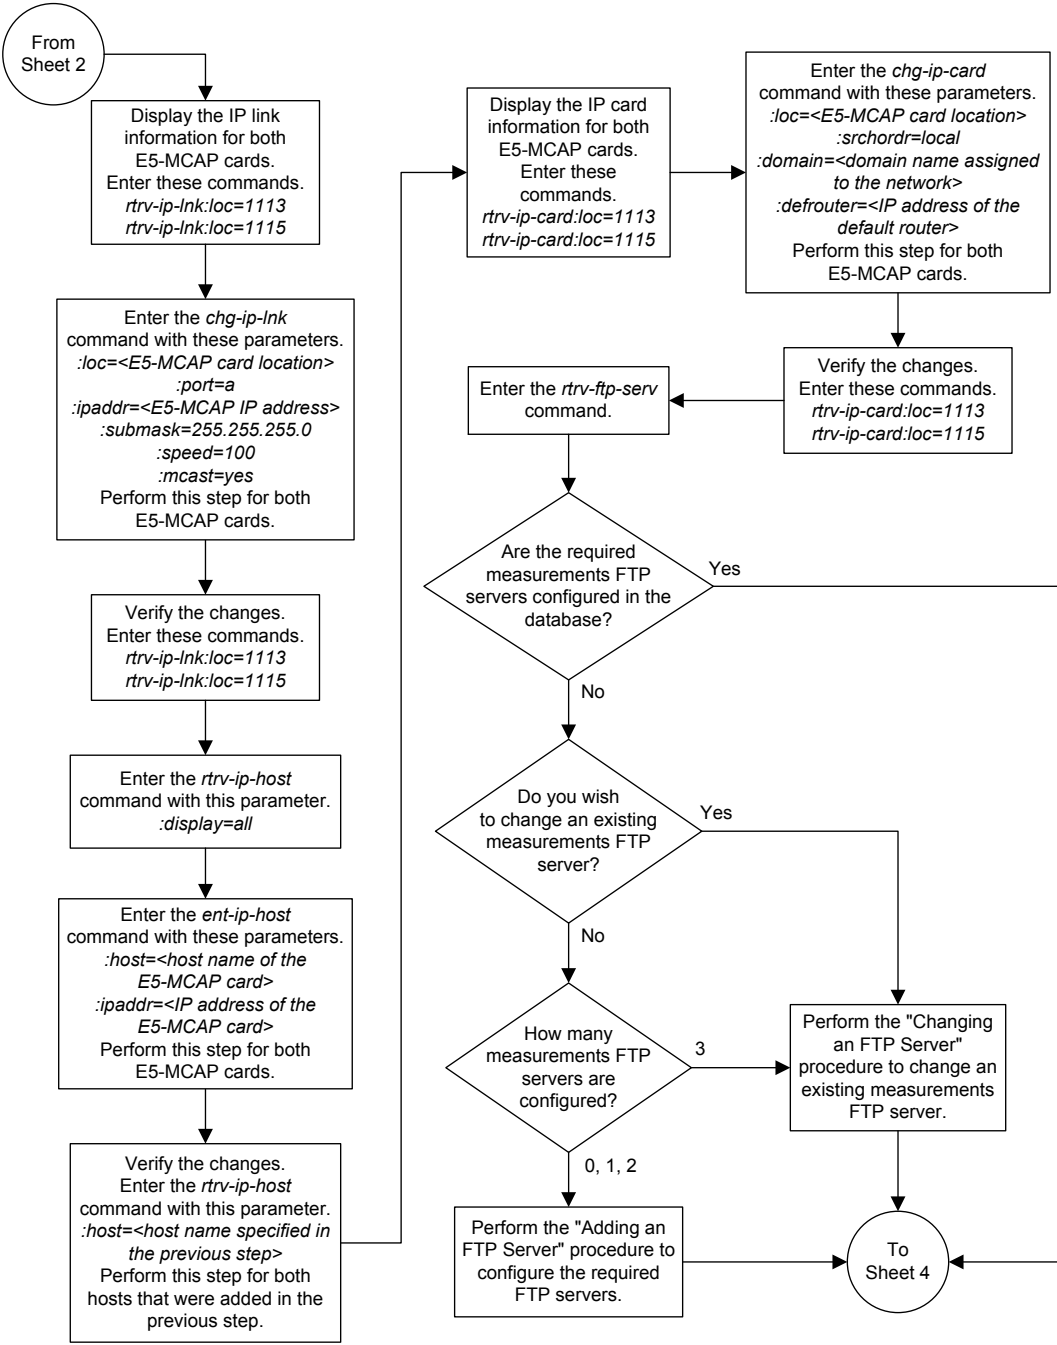 From
Sheet 2
Display the IP link
information for both
E5-MCAP cards.
Enter these commands.
rtrv-ip-lnk:loc=1113
rtrv-ip-lnk:loc=1115
Enter the chg-ip-lnk
command with these parameters.
:loc=<E5-MCAP card location>
:port=a
:ipaddr=<E5-MCAP IP address>
:submask=255.255.255.0
:speed=100
:mcast=yes
Perform this step for both
E5-MCAP cards.
Verify the changes.
Enter these commands.
rtrv-ip-lnk:loc=1113
rtrv-ip-lnk:loc=1115
Enter the rtrv-ip-host
command with this parameter.
:display=all
Enter the ent-ip-host
command with these parameters.
:host=<host name of the
E5-MCAP card>
:ipaddr=<IP address of the
E5-MCAP card>
Perform this step for both
E5-MCAP cards.
Verify the changes.
Enter the rtrv-ip-host
command with this parameter.
:host=<host name specified in
the previous step>
Perform this step for both
hosts that were added in the
previous step.
Display the IP card
information for both
E5-MCAP cards.
Enter these
commands.
rtrv-ip-card:loc=1113
rtrv-ip-card:loc=1115
Enter the chg-ip-card
command with these parameters.
:loc=<E5-MCAP card location>
:srchordr=local
:domain=<domain name assigned
to the network>
:defrouter=<IP address of the
default router>
Perform this step for both
E5-MCAP cards.
Verify the changes.
Enter these commands.
rtrv-ip-card:loc=1113
rtrv-ip-card:loc=1115
Enter the rtrv-ftp-serv
command.
Are the required
measurements FTP
servers configured in the
database?
Yes
No
Do you wish
to change an existing
measurements FTP
server?
Yes
No
How many
measurements FTP
servers are
configured?
3
0, 1, 2
Perform the "Changing
an FTP Server"
procedure to change an
existing measurements
FTP server.
Perform the "Adding an
FTP Server" procedure to
configure the required
FTP servers.
To
Sheet 4